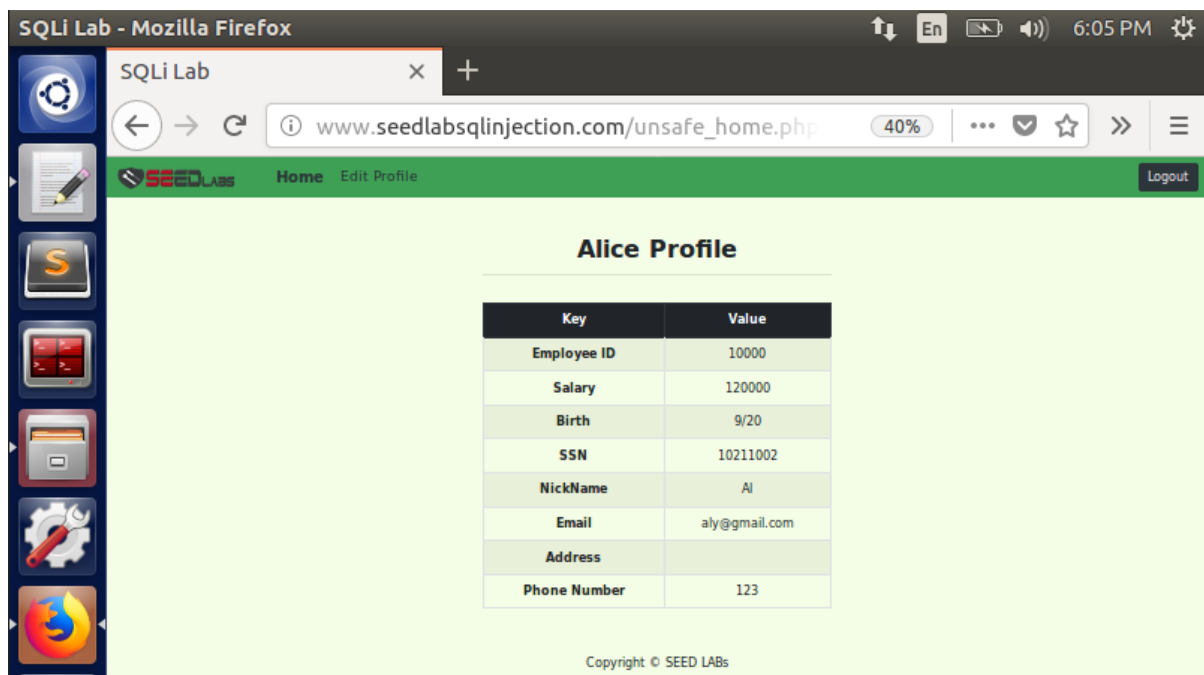 SQLi Lab - Mozilla Firefox En 6:05 PM
SQLi Lab
www.seedlabsqlinjection.com/unsafe_home.php 40%
SEEDLABS Home Edit Profile Logout
Alice Profile
Key Value
Employee ID 10000
Salary 120000
Birth 9/20
SSN 10211002
NickName Al
Email aly@gmail.com
Address
Phone Number 123
Copyright © SEED LABs